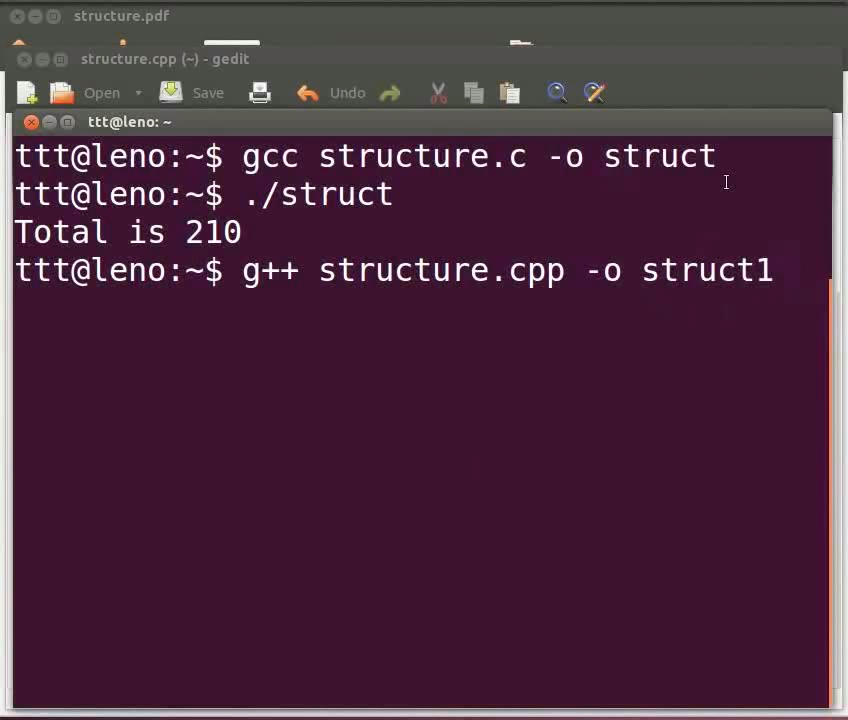 structure.pdf
structure.cpp (~) - gedit
Open Save Undo
ttt@leno: ~
ttt@leno:~$ gcc structure.c -o struct
ttt@leno:~$ ./struct
Total is 210
ttt@leno:~$ g++ structure.cpp -o struct1